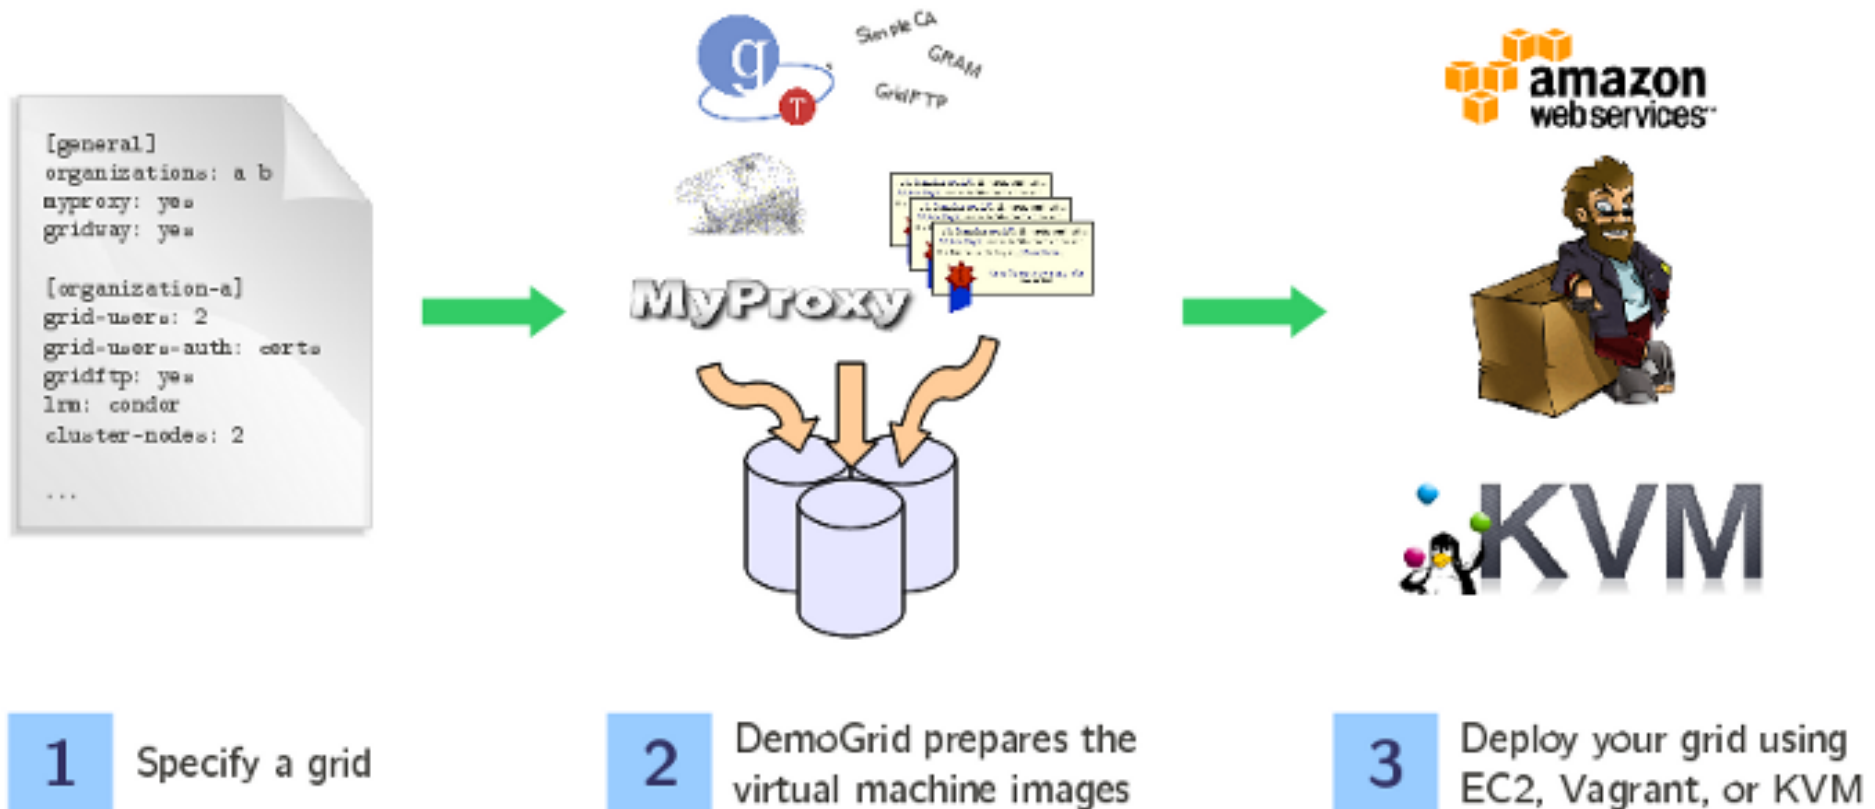 [general]
organizations: a b
myproxy: yes
gridway: yes
[organization-a]
grid-users: 2
grid-users-auth: certs
gridftp: yes
lrm: condor
cluster-nodes: 2
...
1 Specify a grid
g
T
Simple CA
GRAM
GridFTP
MyProxy
2 DemoGrid prepares the
virtual machine images
amazon
web services™
KVM
3 Deploy your grid using
EC2, Vagrant, or KVM